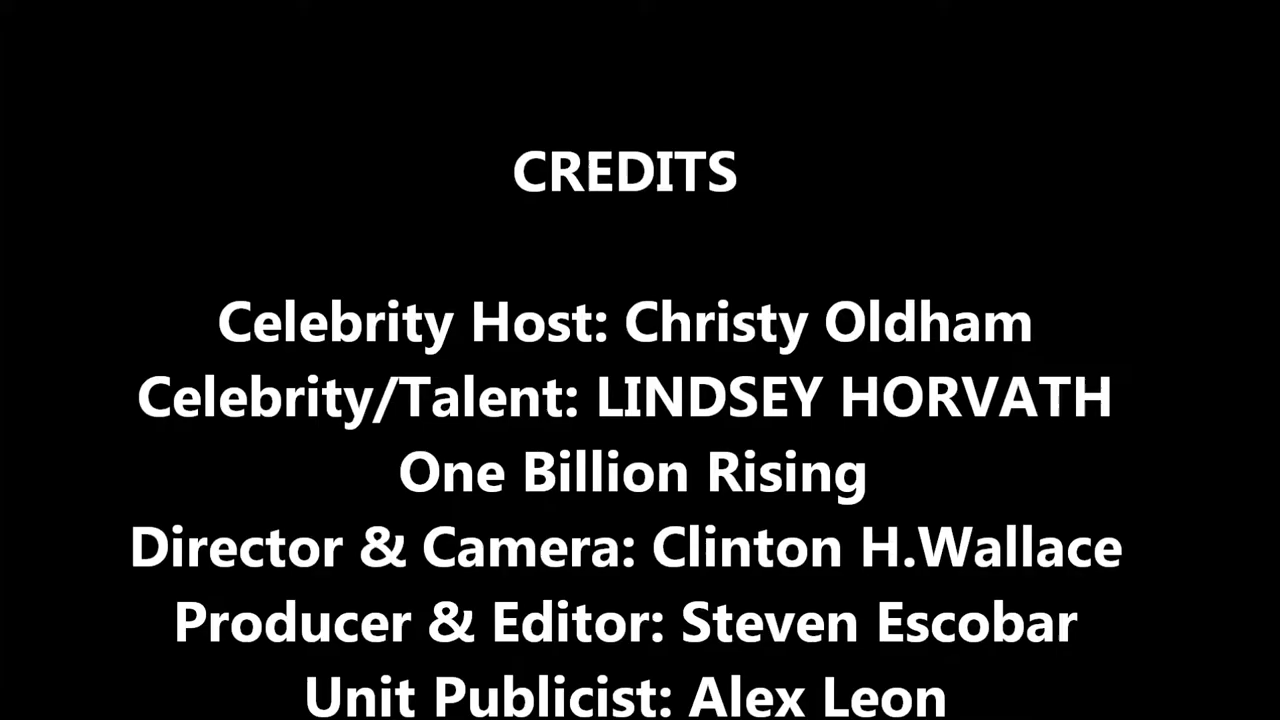 CREDITS
Celebrity Host: Christy Oldham
Celebrity/Talent: LINDSEY HORVATH
One Billion Rising
Director & Camera: Clinton H.Wallace
Producer & Editor: Steven Escobar
Unit Publicist: Alex Leon